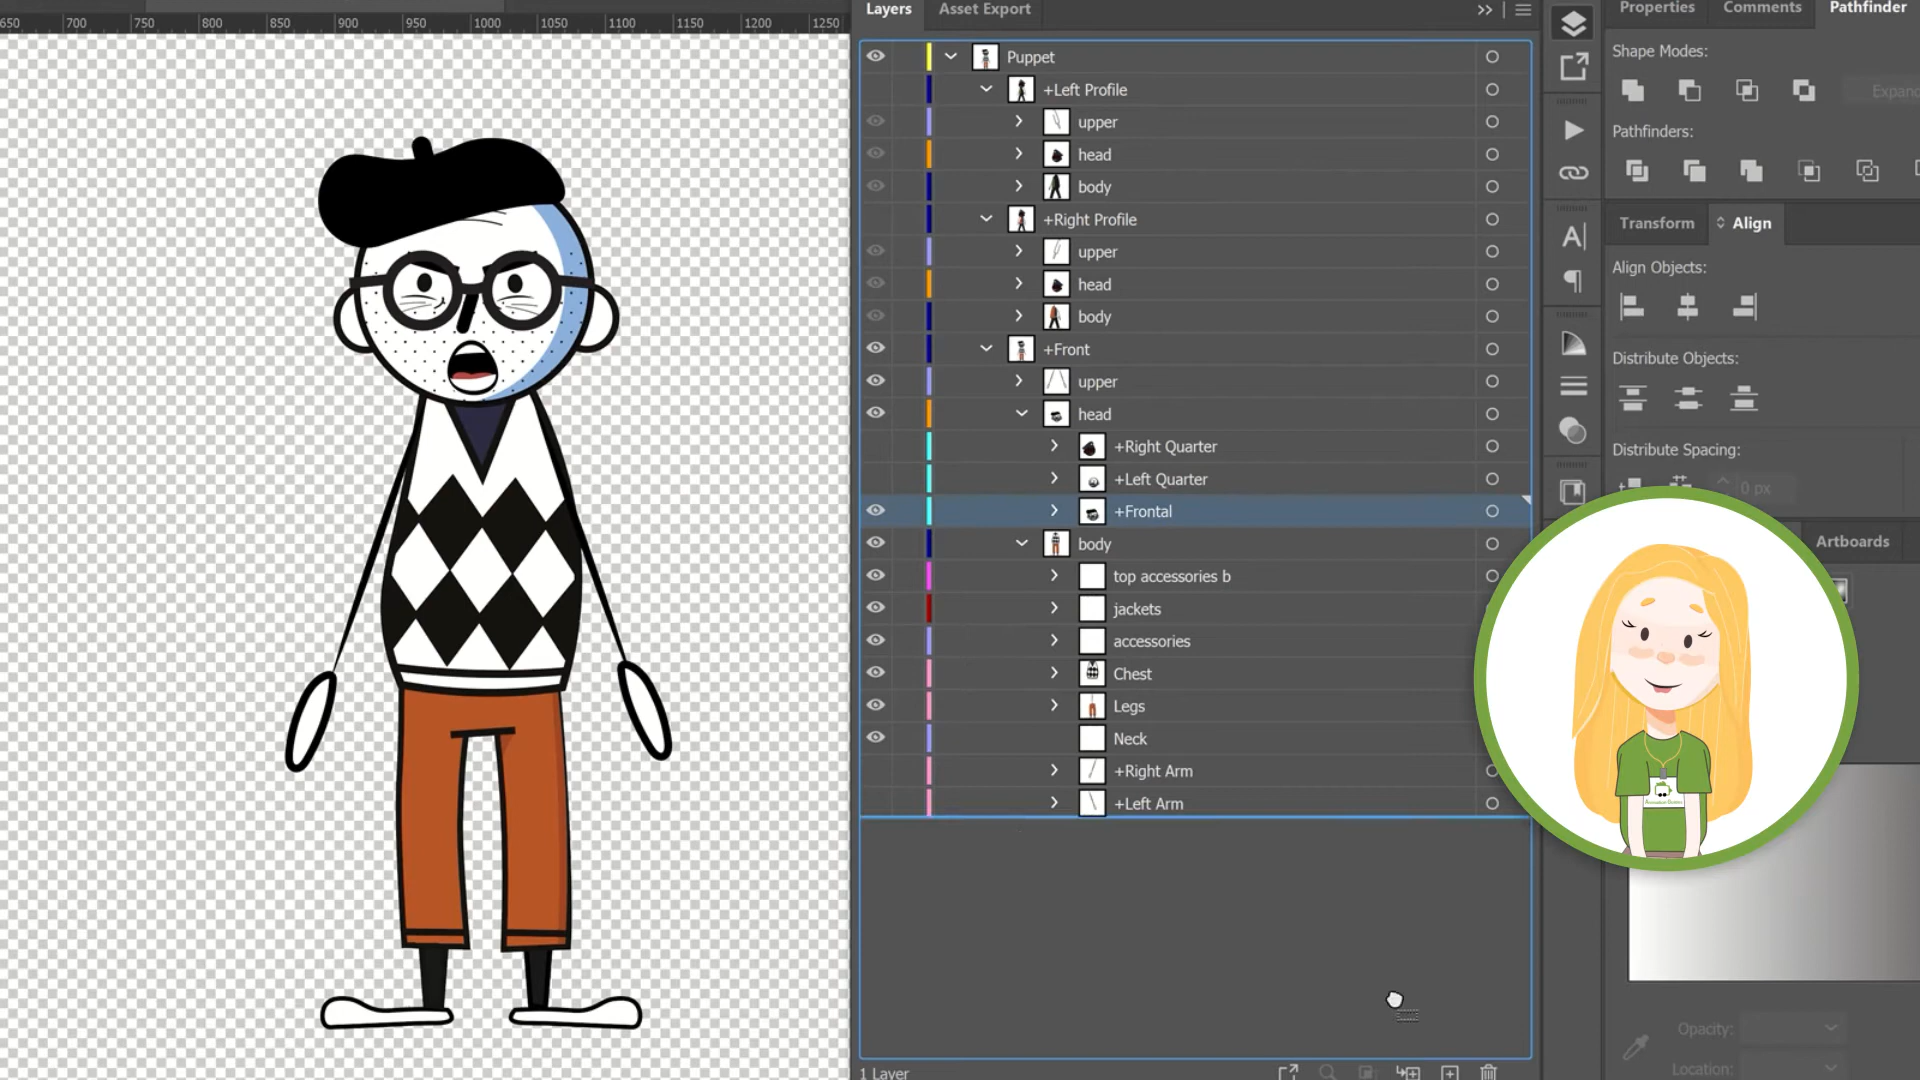 Layers Asset Export
Properties Comments Pathfinder
650 700 750 800 850 900 950 1000 1050 1100 1150 1200 1250
Puppet
+Left Profile
upper
head
body
+Right Profile
upper
head
body
+Front
upper
head
+Right Quarter
+Left Quarter
+Frontal
body
top accessories b
jackets
accessories
Chest
Legs
Neck
+Right Arm
+Left Arm
1 Layer
Shape Modes:
Expand
Pathfinders:
Transform Align
Align Objects:
Distribute Objects:
Distribute Spacing:
0 px
Artboards
Opacity:
Location: